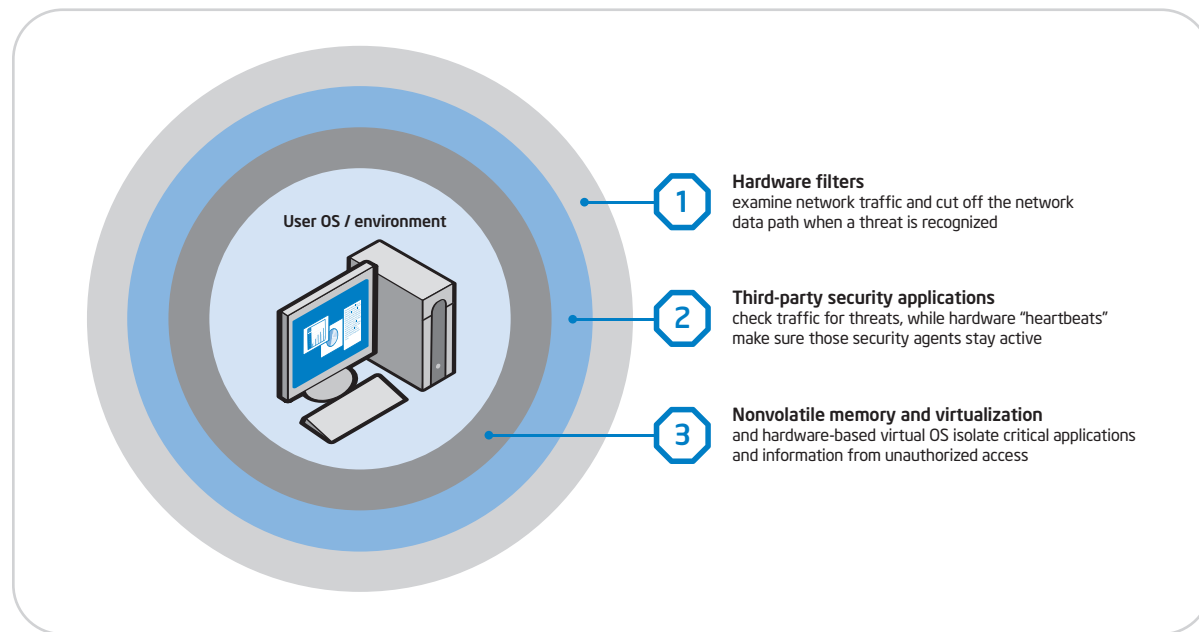 User OS / environment
1
Hardware filters
examine network traffic and cut off the network
data path when a threat is recognized
2
Third-party security applications
check traffic for threats, while hardware “heartbeats”
make sure those security agents stay active
3
Nonvolatile memory and virtualization
and hardware-based virtual OS isolate critical applications
and information from unauthorized access